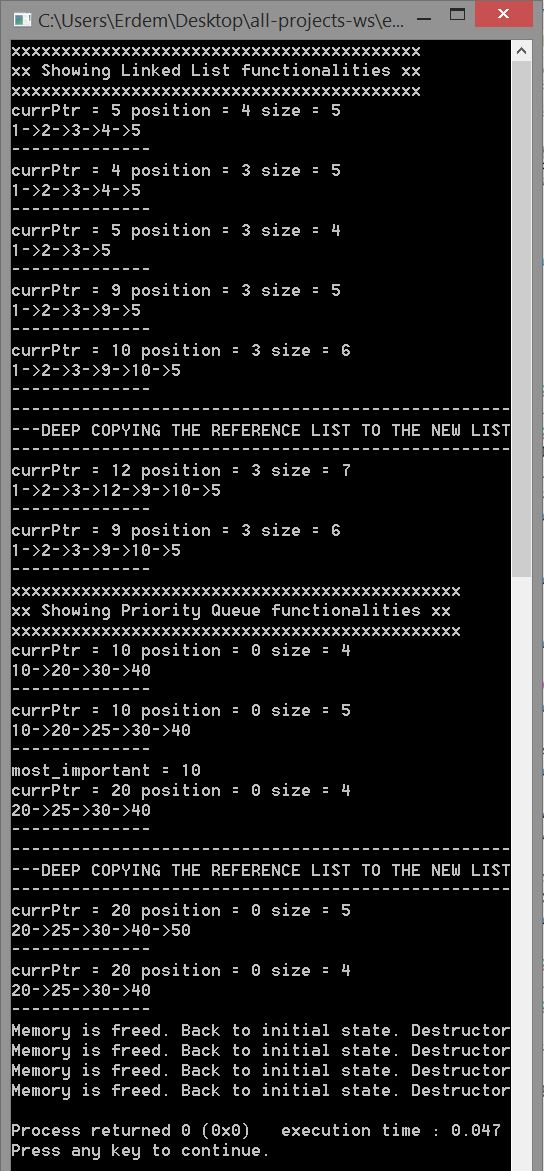 C:\Users\Erdem\Desktop\all-projects-ws\e...
xxxxxxxxxxxxxxxxxxxxxxxxxxxxxxxxxxxxxxxxx
xx Showing Linked List functionalities xx
xxxxxxxxxxxxxxxxxxxxxxxxxxxxxxxxxxxxxxxxx
currPtr = 5 position = 4 size = 5
1->2->3->4->5
--------------
currPtr = 4 position = 3 size = 5
1->2->3->4->5
--------------
currPtr = 5 position = 3 size = 4
1->2->3->5
--------------
currPtr = 9 position = 3 size = 5
1->2->3->9->5
--------------
currPtr = 10 position = 3 size = 6
1->2->3->9->10->5
--------------
--------------------------------------------------
---DEEP COPYING THE REFERENCE LIST TO THE NEW LIST
--------------------------------------------------
currPtr = 12 position = 3 size = 7
1->2->3->12->9->10->5
--------------
currPtr = 9 position = 3 size = 6
1->2->3->9->10->5
--------------
xxxxxxxxxxxxxxxxxxxxxxxxxxxxxxxxxxxxxxxxxxxxx
xx Showing Priority Queue functionalities xx
xxxxxxxxxxxxxxxxxxxxxxxxxxxxxxxxxxxxxxxxxxxxx
currPtr = 10 position = 0 size = 4
10->20->30->40
--------------
currPtr = 10 position = 0 size = 5
10->20->25->30->40
--------------
most_important = 10
currPtr = 20 position = 0 size = 4
20->25->30->40
--------------
--------------------------------------------------
---DEEP COPYING THE REFERENCE LIST TO THE NEW LIST
--------------------------------------------------
currPtr = 20 position = 0 size = 5
20->25->30->40->50
--------------
currPtr = 20 position = 0 size = 4
20->25->30->40
--------------
Memory is freed. Back to initial state. Destructor
Memory is freed. Back to initial state. Destructor
Memory is freed. Back to initial state. Destructor
Memory is freed. Back to initial state. Destructor
Process returned 0 (0x0)   execution time : 0.047
Press any key to continue.